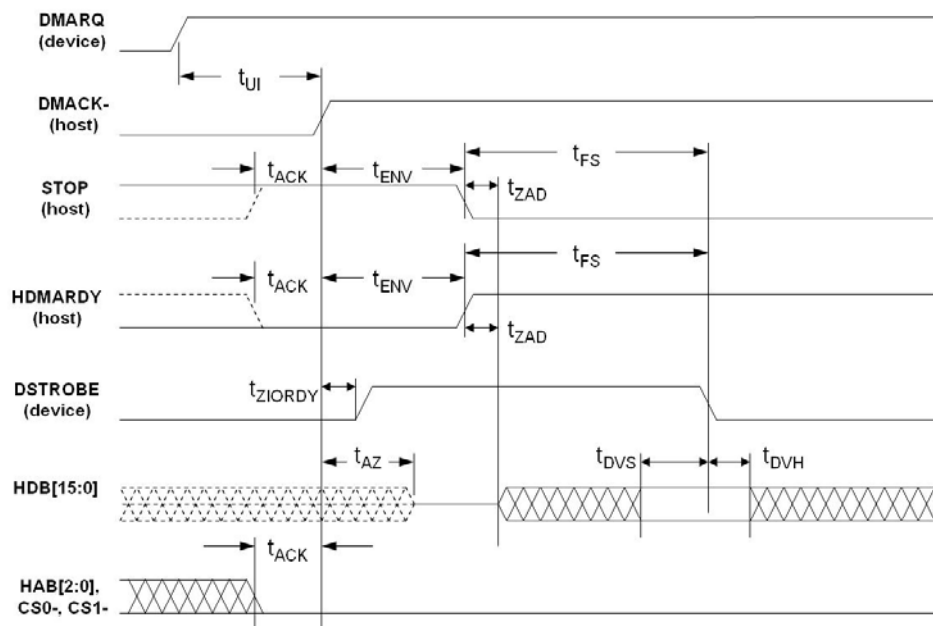 DMARQ
(device)
tUI
DMACK-
(host)
tFS
tACK
tENV
tZAD
STOP
(host)
tFS
tACK
tENV
HDMARDY
(host)
tZAD
DSTROBE
(device)
tZIORDY
tAZ
tDVS
tDVH
HDB[15:0]
tACK
HAB[2:0],
CS0-, CS1-